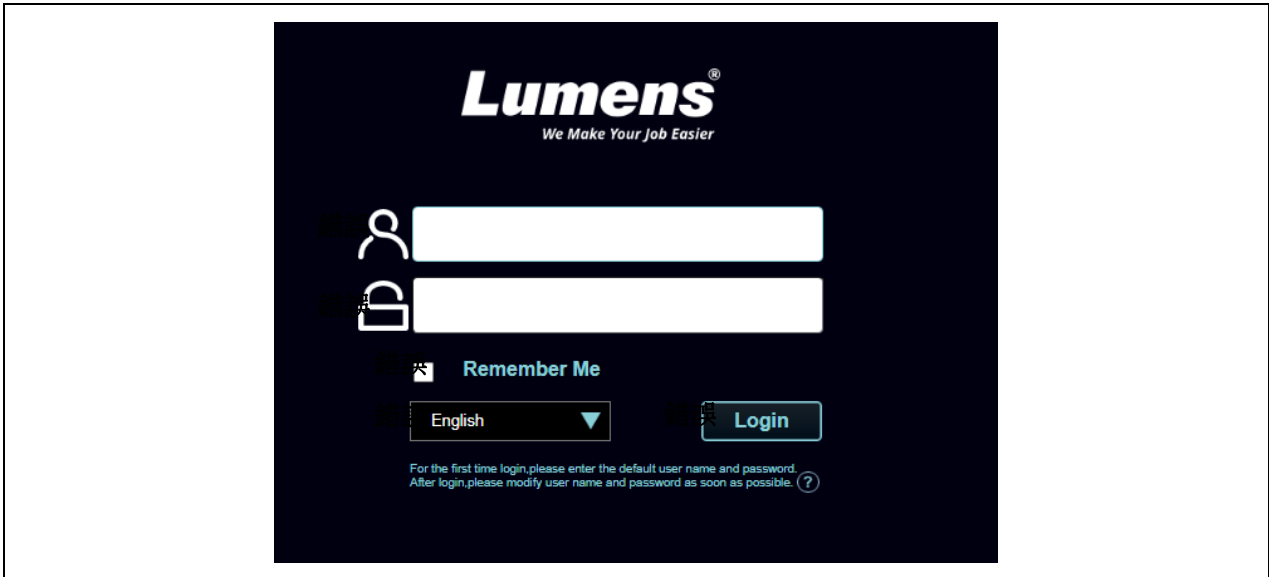 Lumens®
We Make Your Job Easier
Remember Me
English
Login
For the first time login,please enter the default user name and password.
After login,please modify user name and password as soon as possible. ?